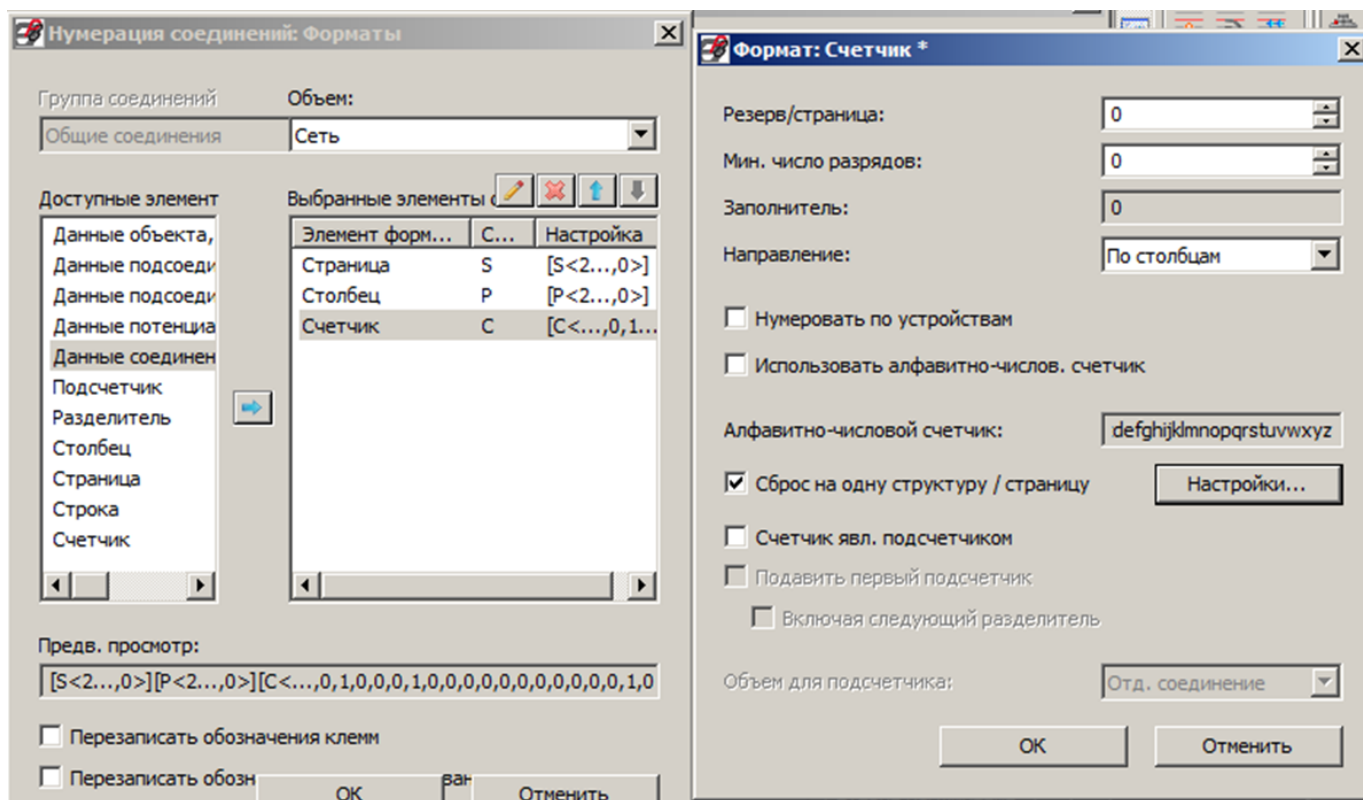 Нумерация соединений: Форматы
Группа соединений
Объем:
Общие соединения
Сеть
Доступные элемент
Выбранные элементы
Данные объекта,
Данные подсоеди
Данные подсоеди
Данные потенциа
Данные соединен
Подсчетчик
Разделитель
Столбец
Страница
Строка
Счетчик
Элемент форм... С... Настройка
Страница S [S<2...,0>]
Столбец P [P<2...,0>]
Счетчик C [C<...,0,1...
Предв. просмотр:
[S<2...,0>][P<2...,0>][C<...,0,1,0,0,0,1,0,0,0,0,0,0,0,0,0,0,1,0
Перезаписать обозначения клемм
Перезаписать обозн
ван
ОК
Отменить
Формат: Счетчик *
Резерв/страница: 0
Мин. число разрядов: 0
Заполнитель: 0
Направление: По столбцам
Нумеровать по устройствам
Использовать алфавитно-числов. счетчик
Алфавитно-числовой счетчик: defghijklmnopqrstuvwxyz
Сброс на одну структуру / страницу
Настройки...
Счетчик явл. подсчетчиком
Подавить первый подсчетчик
Включая следующий разделитель
Объем для подсчетчика: Отд. соединение
ОК
Отменить